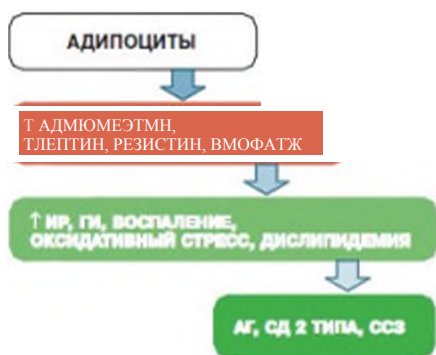 АДИПОЦИТЫ
Т АДМЮМЕЭТМН,
ТЛЕПТИН, РЕЗИСТИН, ВМОФАТЖ
↑ ИР, ГИ, ВОСПАЛЕНИЕ,
ОКСИДАТИВНЫЙ СТРЕСС, ДИСЛИПИДЕМИЯ
АГ, СД 2 ТИПА, ССЗ